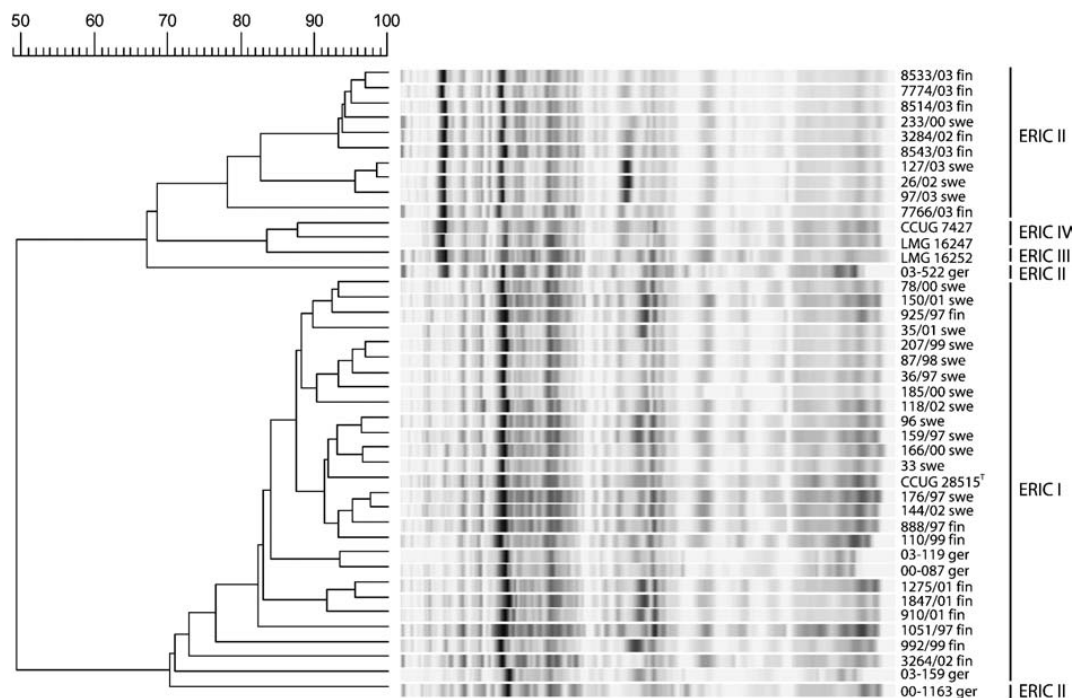 50 60 70 80 90 100
8533/03 fin
7774/03 fin
8514/03 fin
233/00 swe
3284/02 fin
8543/03 fin
127/03 swe
26/02 swe
97/03 swe
7766/03 fin
ERIC II
CCUG 7427
LMG 16247
ERIC IV
LMG 16252
ERIC III
03-522 ger
ERIC II
78/00 swe
150/01 swe
925/97 fin
35/01 swe
207/99 swe
87/98 swe
36/97 swe
185/00 swe
118/02 swe
96 swe
159/97 swe
166/00 swe
33 swe
CCUG 28515T
176/97 swe
144/02 swe
888/97 fin
110/99 fin
03-119 ger
00-087 ger
1275/01 fin
1847/01 fin
910/01 fin
1051/97 fin
992/99 fin
3264/02 fin
03-159 ger
ERIC I
00-1163 ger
ERIC II